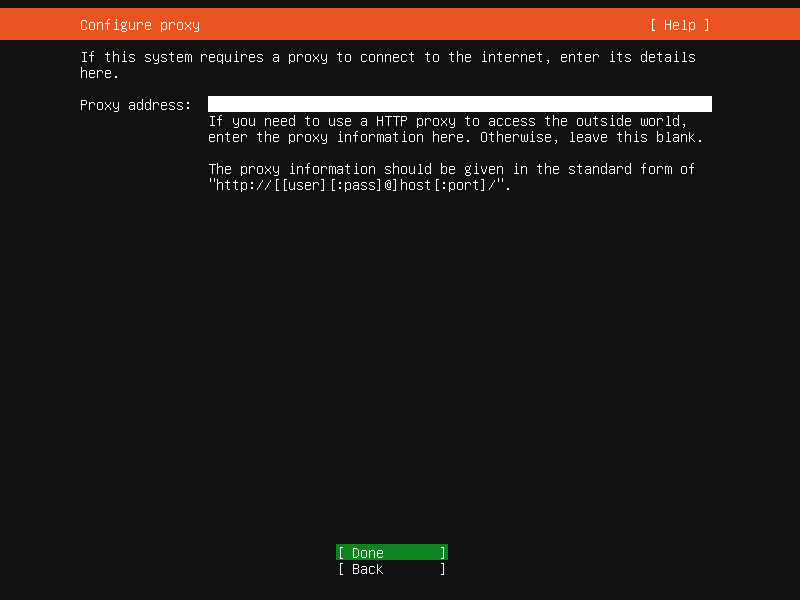 Configure proxy [ Help ]
If this system requires a proxy to connect to the internet, enter its details
here.
Proxy address:
If you need to use a HTTP proxy to access the outside world,
enter the proxy information here. Otherwise, leave this blank.
The proxy information should be given in the standard form of
"http://[[user][:pass]@]host[:port]/".
[ Done ]
[ Back ]